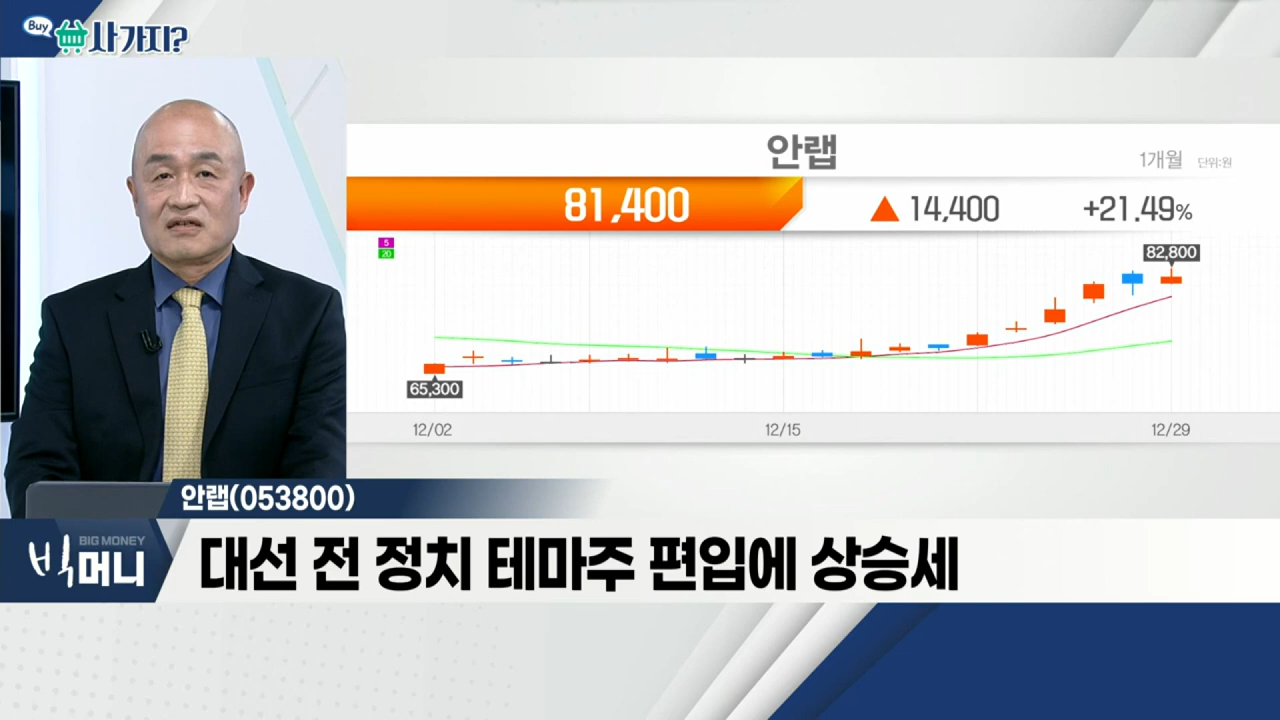 Buy
사가지?
안랩
1개월 단위:원
81,400 ▲ 14,400 +21.49%
5
20
82,800
65,300
12/02 12/15 12/29
안랩(053800)
BIG MONEY
빅머니
대선 전 정치 테마주 편입에 상승세